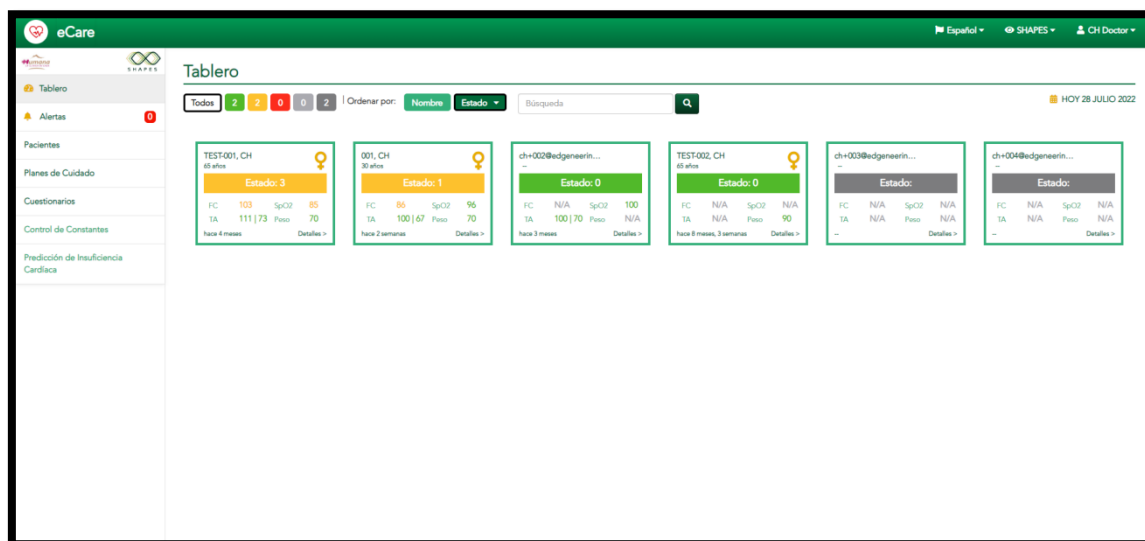 eCare
Español
SHAPES
CH Doctor
Humana
SHAPES
Tablero
Alertas 0
Pacientes
Planes de Cuidado
Cuestionarios
Control de Constantes
Predicción de Insuficiencia
Cardíaca
Tablero
Todos 2 2 0 0 2 | Ordenar por: Nombre Estado Búsqueda
HOY 28 JULIO 2022
TEST-001, CH
65 años
Estado: 3
FC 103 SpO2 85
TA 111 | 73 Peso 70
hace 4 meses Detalles >
001, CH
30 años
Estado: 1
FC 86 SpO2 96
TA 100 | 67 Peso 70
hace 2 semanas Detalles >
ch+002@edgeneerin...
--
Estado: 0
FC N/A SpO2 100
TA 100 | 70 Peso N/A
hace 3 meses Detalles >
TEST-002, CH
65 años
Estado: 0
FC N/A SpO2 N/A
TA N/A Peso 90
hace 8 meses, 3 semanas Detalles >
ch+003@edgeneerin...
--
Estado:
FC N/A SpO2 N/A
TA N/A Peso N/A
-- Detalles >
ch+004@edgeneerin...
--
Estado:
FC N/A SpO2 N/A
TA N/A Peso N/A
-- Detalles >